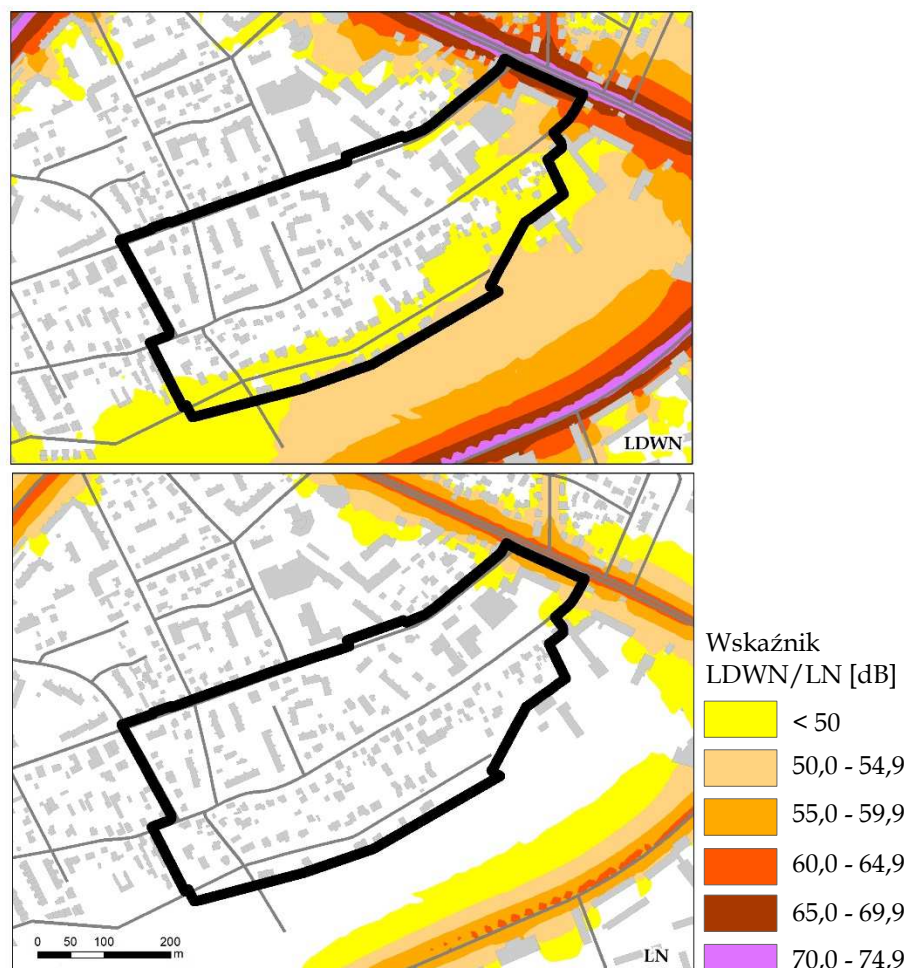 LDWN
0 50 100 200
m
LN
Wskaźnik
LDWN/LN [dB]
< 50
50,0 - 54,9
55,0 - 59,9
60,0 - 64,9
65,0 - 69,9
70,0 - 74,9